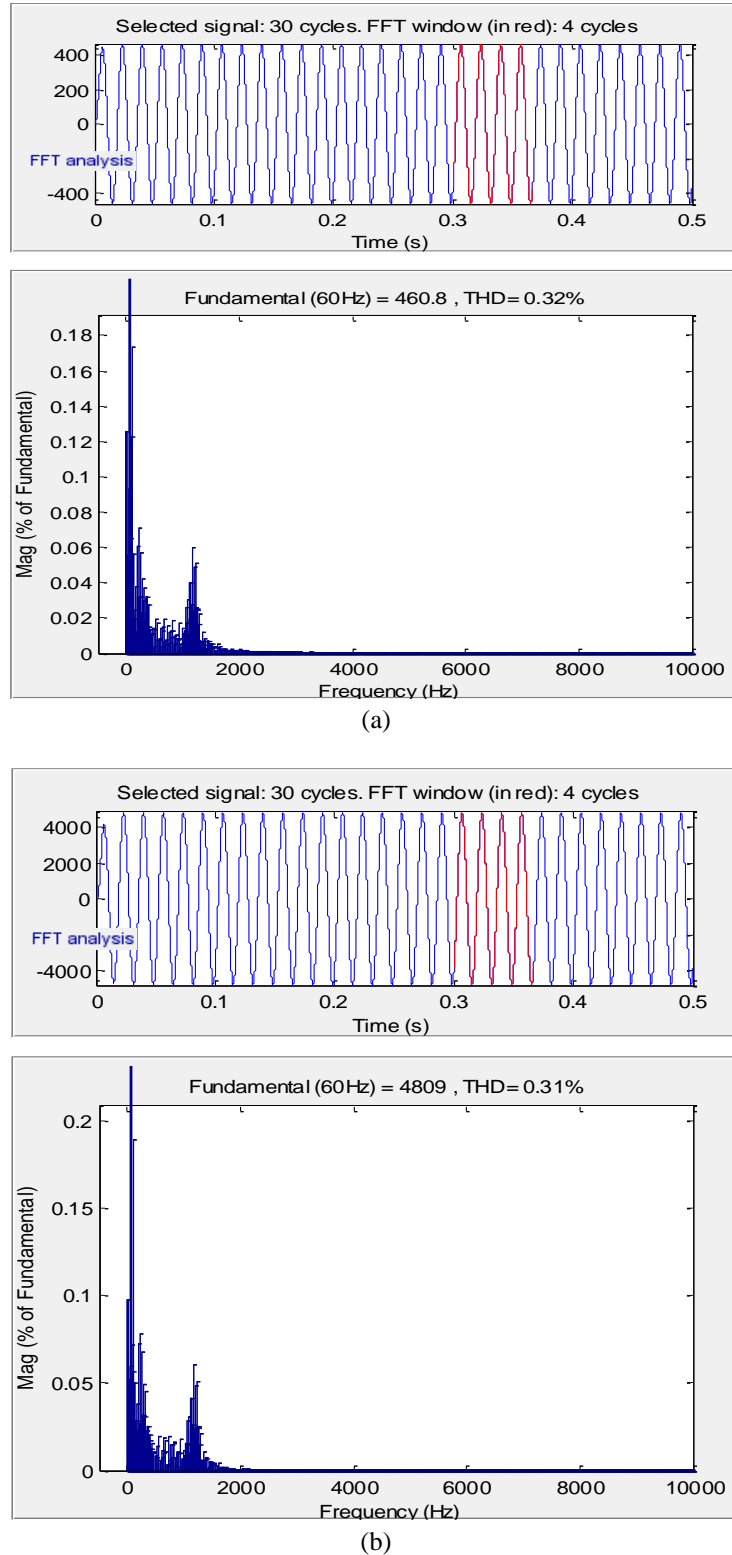 Selected signal: 30 cycles. FFT window (in red): 4 cycles
400
200
0
FFT analysis
-400
0 0.1 0.2 0.3 0.4 0.5
Time (s)
Fundamental (60Hz) = 460.8 , THD= 0.32%
0.18
0.16
0.14
0.12
0.1
0.08
0.06
0.04
0.02
0
Mag (% of Fundamental)
0 2000 4000 6000 8000 10000
Frequency (Hz)
(a)
Selected signal: 30 cycles. FFT window (in red): 4 cycles
4000
2000
0
FFT analysis
-4000
0 0.1 0.2 0.3 0.4 0.5
Time (s)
Fundamental (60Hz) = 4809 , THD= 0.31%
0.2
0.15
0.1
0.05
0
Mag (% of Fundamental)
0 2000 4000 6000 8000 10000
Frequency (Hz)
(b)